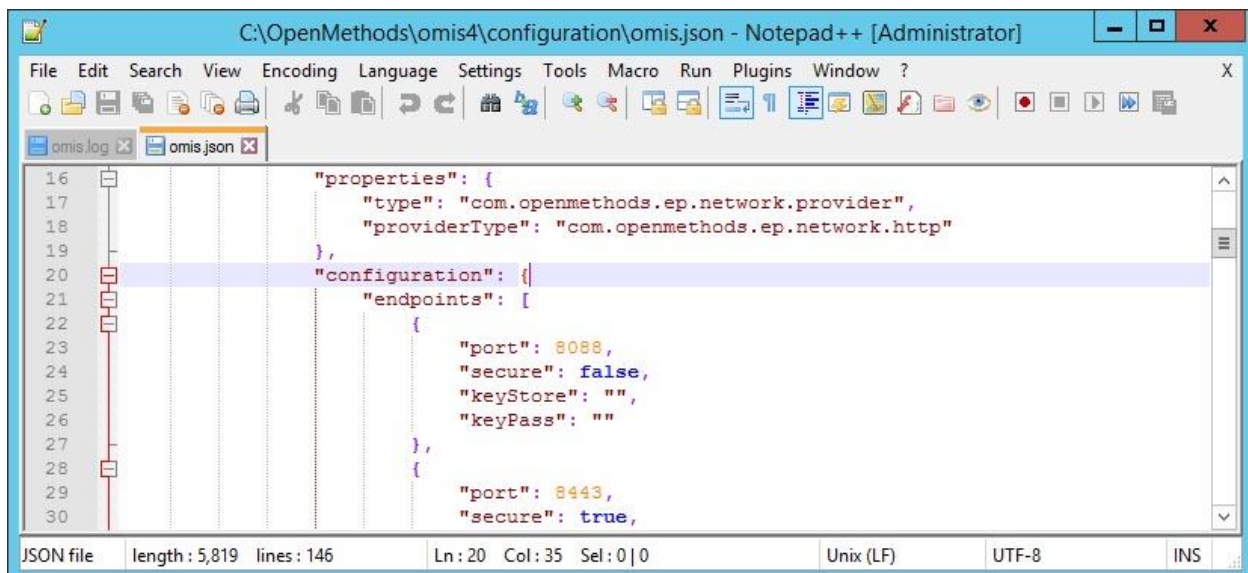 C:\OpenMethods\omis4\configuration\omis.json - Notepad++ [Administrator]
File Edit Search View Encoding Language Settings Tools Macro Run Plugins Window ? X
omis.log omis.json
16 "properties": {
17 "type": "com.openmethods.ep.network.provider",
18 "providerType": "com.openmethods.ep.network.http"
19 },
20 "configuration": {
21 "endpoints": [
22 {
23 "port": 8088,
24 "secure": false,
25 "keyStore": "",
26 "keyPass": ""
27 },
28 {
29 "port": 8443,
30 "secure": true,
JSON file length : 5,819 lines : 146 Ln : 20 Col : 35 Sel : 0 | 0 Unix (LF) UTF-8 INS